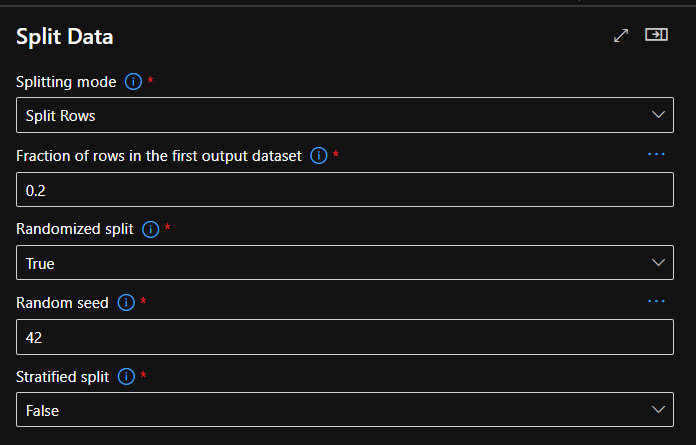 Split Data
Splitting mode *
Split Rows
Fraction of rows in the first output dataset *
0.2
Randomized split *
True
Random seed *
42
Stratified split *
False